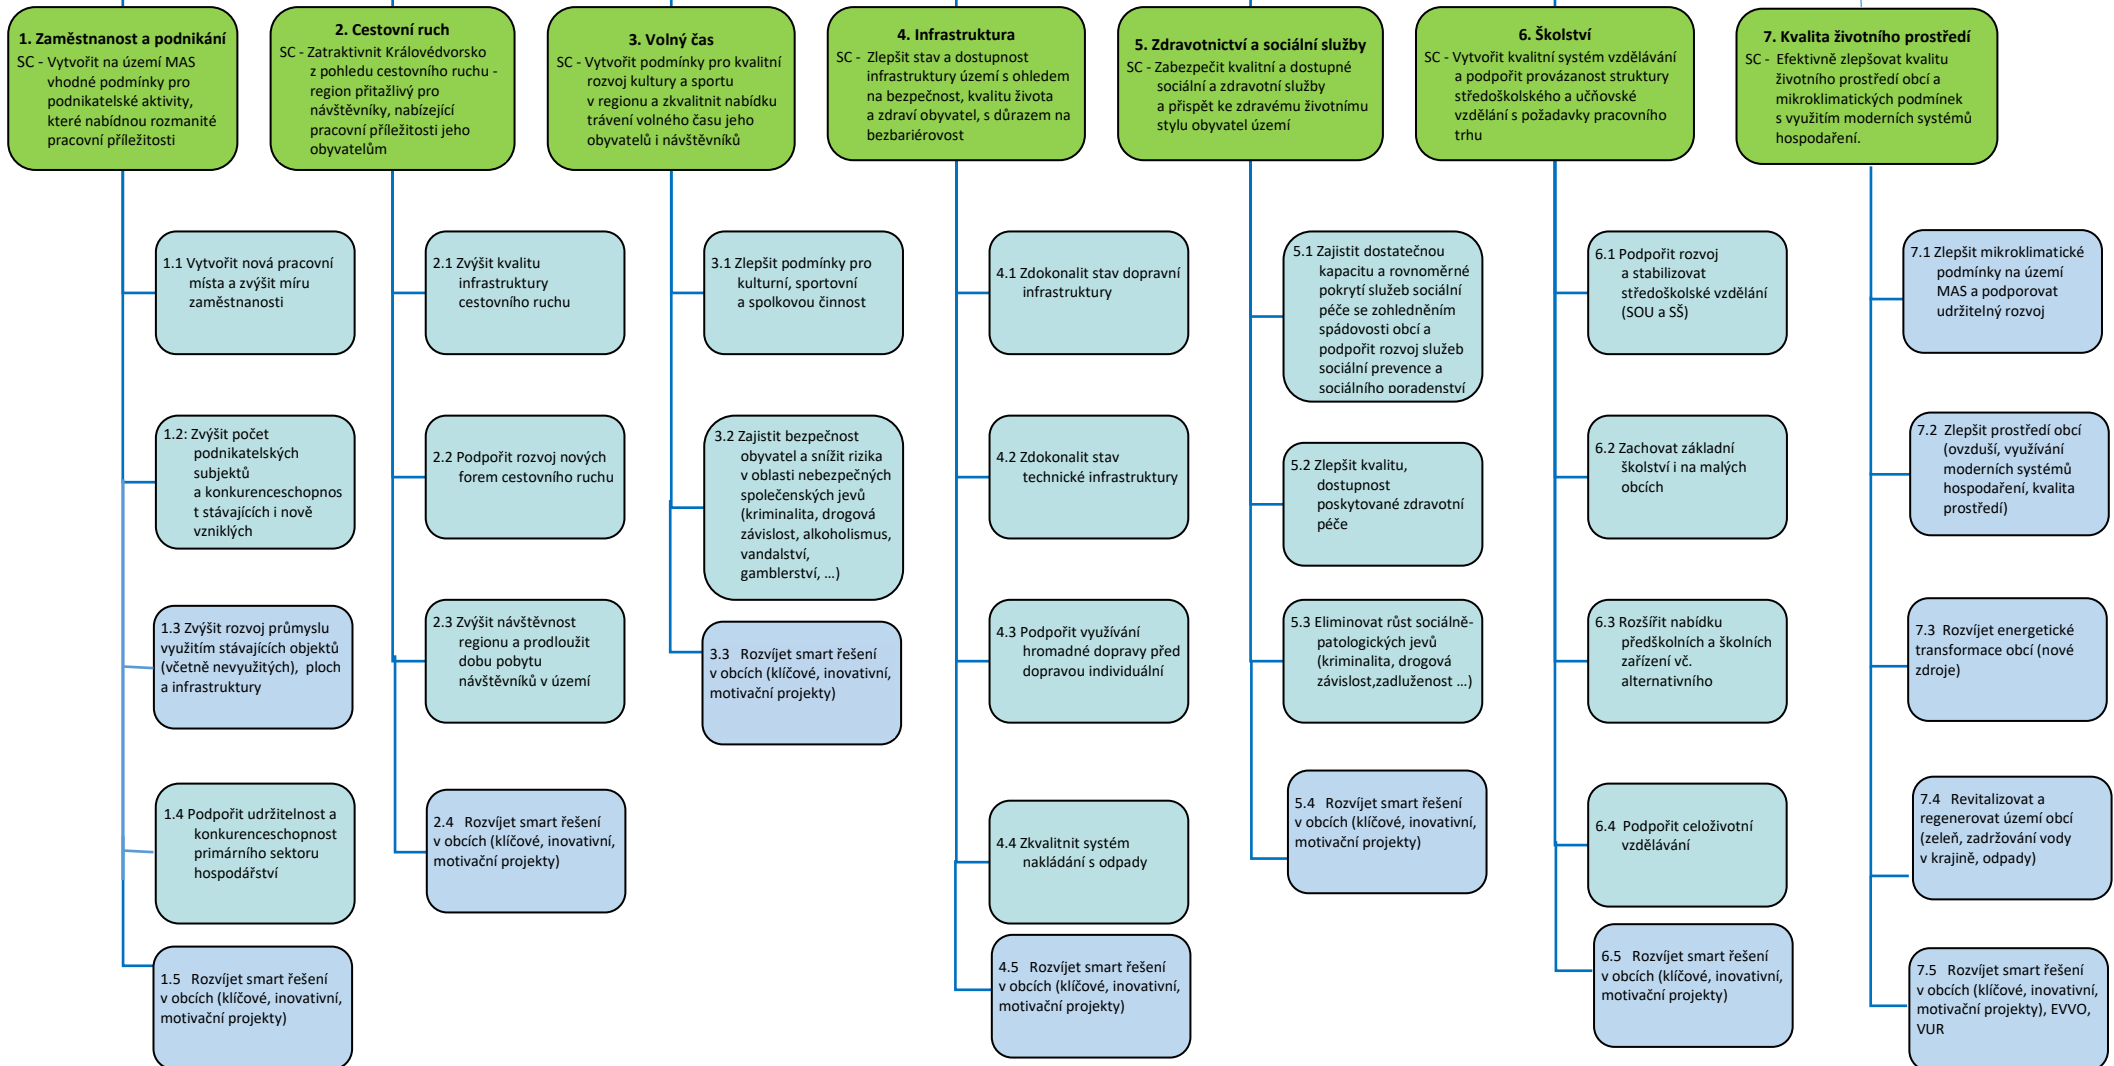 1. Zaměstnanost a podnikání
SC - Vytvořit na území MAS
vhodné podmínky pro
podnikatelské aktivity,
které nabídnou rozmanité
pracovní příležitosti
1.1 Vytvořit nová pracovní
místa a zvýšit míru
zaměstnanosti
1.2: Zvýšit počet
podnikatelských
subjektů
a konkurenceschopnos
t stávajících i nově
vzniklých
1.3 Zvýšit rozvoj průmyslu
využitím stávajících objektů
(včetně nevyužitých), ploch
a infrastruktury
1.4 Podpořit udržitelnost a
konkurenceschopnost
primárního sektoru
hospodářství
1.5 Rozvíjet smart řešení
v obcích (klíčové, inovativní,
motivační projekty)
2. Cestovní ruch
SC - Zatraktivnit Královédvorsko
z pohledu cestovního ruchu -
region přitažlivý pro
návštěvníky, nabízející
pracovní příležitosti jeho
obyvatelům
2.1 Zvýšit kvalitu
infrastruktury
cestovního ruchu
2.2 Podpořit rozvoj nových
forem cestovního ruchu
2.3 Zvýšit návštěvnost
regionu a prodloužit
dobu pobytu
návštěvníků v území
2.4 Rozvíjet smart řešení
v obcích (klíčové, inovativní,
motivační projekty)
3. Volný čas
SC - Vytvořit podmínky pro kvalitní
rozvoj kultury a sportu
v regionu a zkvalitnit nabídku
trávení volného času jeho
obyvatelů i návštěvníků
3.1 Zlepšit podmínky pro
kulturní, sportovní
a spolkovou činnost
3.2 Zajistit bezpečnost
obyvatel a snížit rizika
v oblasti nebezpečných
společenských jevů
(kriminalita, drogová
závislost, alkoholismus,
vandalství,
gamblerství, …)
3.3 Rozvíjet smart řešení
v obcích (klíčové, inovativní,
motivační projekty)
4. Infrastruktura
SC - Zlepšit stav a dostupnost
infrastruktury území s ohledem
na bezpečnost, kvalitu života
a zdraví obyvatel, s důrazem na
bezbariérovost
4.1 Zdokonalit stav dopravní
infrastruktury
4.2 Zdokonalit stav
technické infrastruktury
4.3 Podpořit využívání
hromadné dopravy před
dopravou individuální
4.4 Zkvalitnit systém
nakládání s odpady
4.5 Rozvíjet smart řešení
v obcích (klíčové, inovativní,
motivační projekty)
5. Zdravotnictví a sociální služby
SC - Zabezpečit kvalitní a dostupné
sociální a zdravotní služby
a přispět ke zdravému životnímu
stylu obyvatel území
5.1 Zajistit dostatečnou
kapacitu a rovnoměrné
pokrytí služeb sociální
péče se zohledněním
spádovosti obcí a
podpořit rozvoj služeb
sociální prevence a
sociálního poradenství
5.2 Zlepšit kvalitu,
dostupnost
poskytované zdravotní
péče
5.3 Eliminovat růst sociálně-
patologických jevů
(kriminalita, drogová
závislost,zadluženost …)
5.4 Rozvíjet smart řešení
v obcích (klíčové, inovativní,
motivační projekty)
6. Školství
SC - Vytvořit kvalitní systém vzdělávání
a podpořit provázanost struktury
středoškolského a učňovské
vzdělání s požadavky pracovního
trhu
6.1 Podpořit rozvoj
a stabilizovat
středoškolské vzdělání
(SOU a SŠ)
6.2 Zachovat základní
školství i na malých
obcích
6.3 Rozšířit nabídku
předškolních a školních
zařízení vč.
alternativního
6.4 Podpořit celoživotní
vzdělávání
6.5 Rozvíjet smart řešení
v obcích (klíčové, inovativní,
motivační projekty)
7. Kvalita životního prostředí
SC - Efektivně zlepšovat kvalitu
životního prostředí obcí a
mikroklimatických podmínek
s využitím moderních systémů
hospodaření.
7.1 Zlepšit mikroklimatické
podmínky na území
MAS a podporovat
udržitelný rozvoj
7.2 Zlepšit prostředí obcí
(ovzduší, využívání
moderních systémů
hospodaření, kvalita
prostředí)
7.3 Rozvíjet energetické
transformace obcí (nové
zdroje)
7.4 Revitalizovat a
regenerovat území obcí
(zeleň, zadržování vody
v krajině, odpady)
7.5 Rozvíjet smart řešení
v obcích (klíčové, inovativní,
motivační projekty), EVVO,
VUR